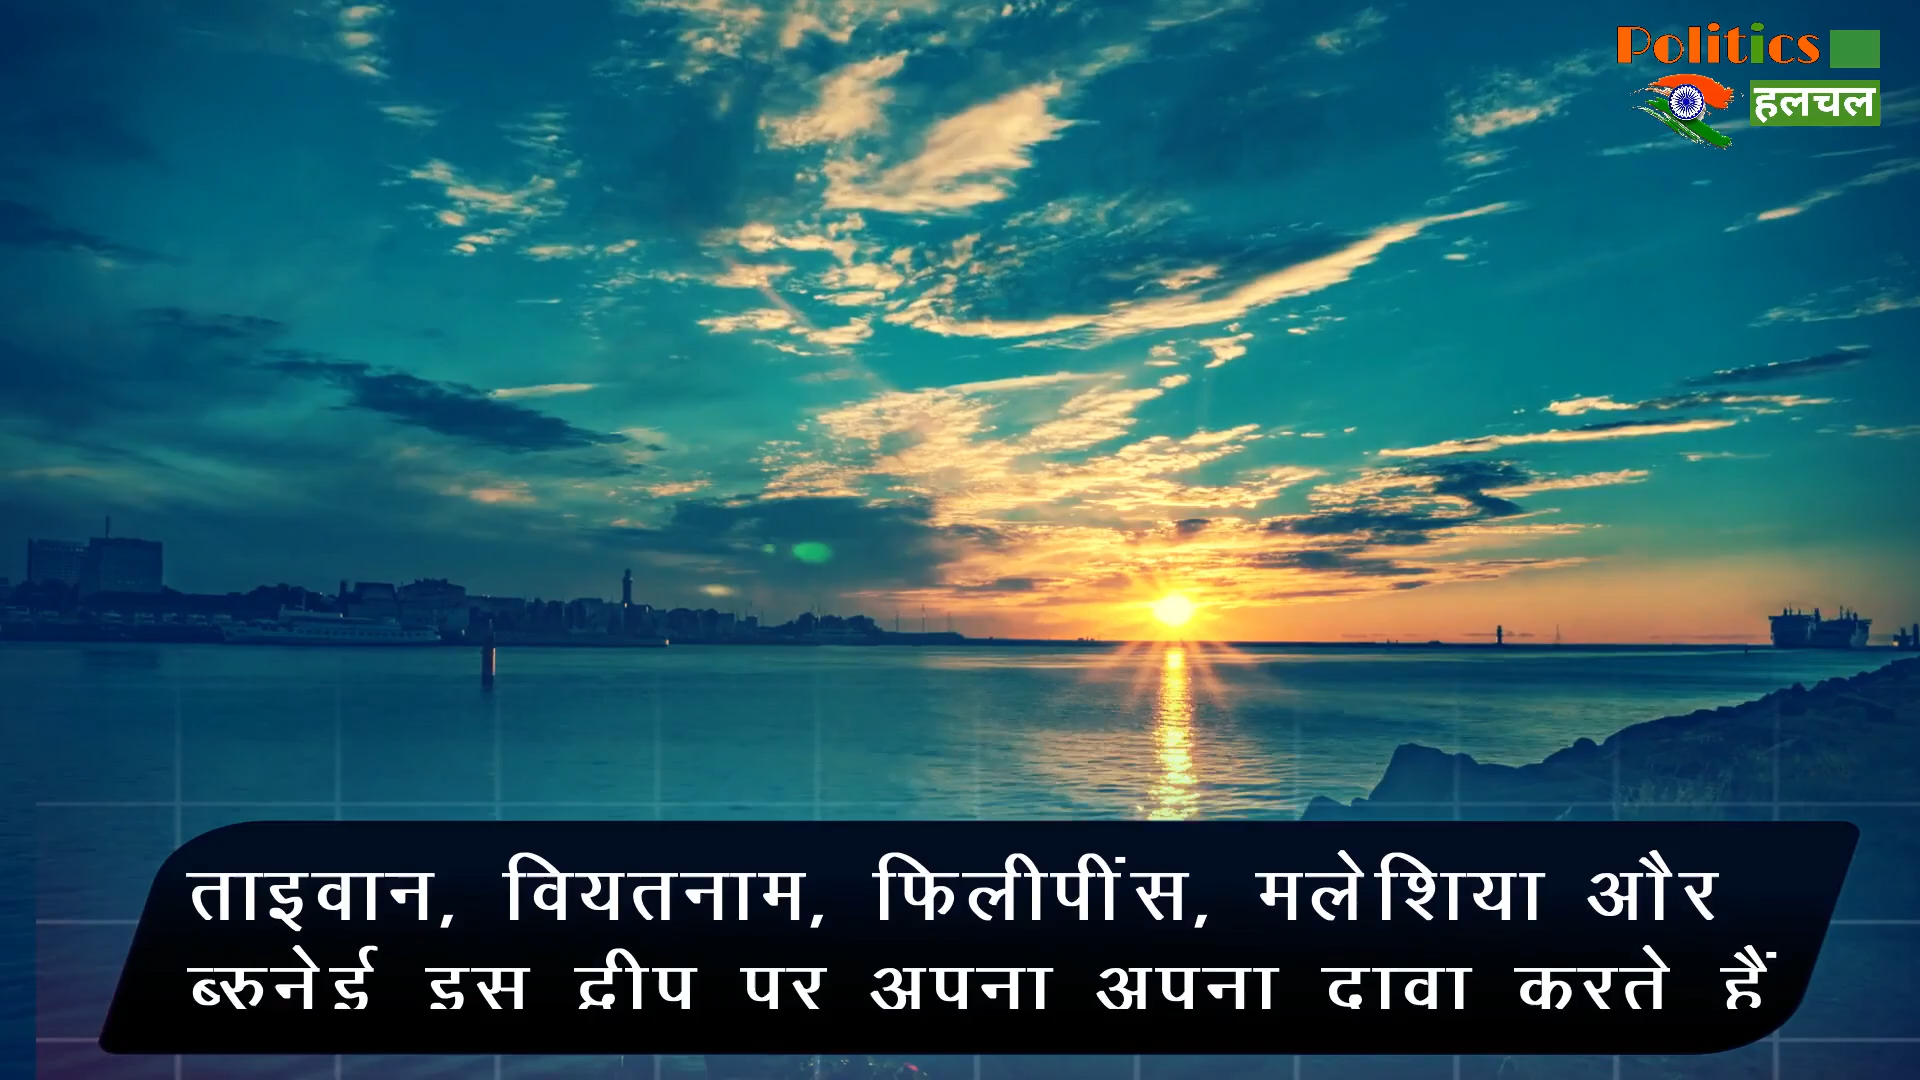 Politics
हलचल
ताइवान, वियतनाम, फिलीपींस, मलेशिया और
ब्रुनेई इस द्वीप पर अपना अपना दावा करते हैं